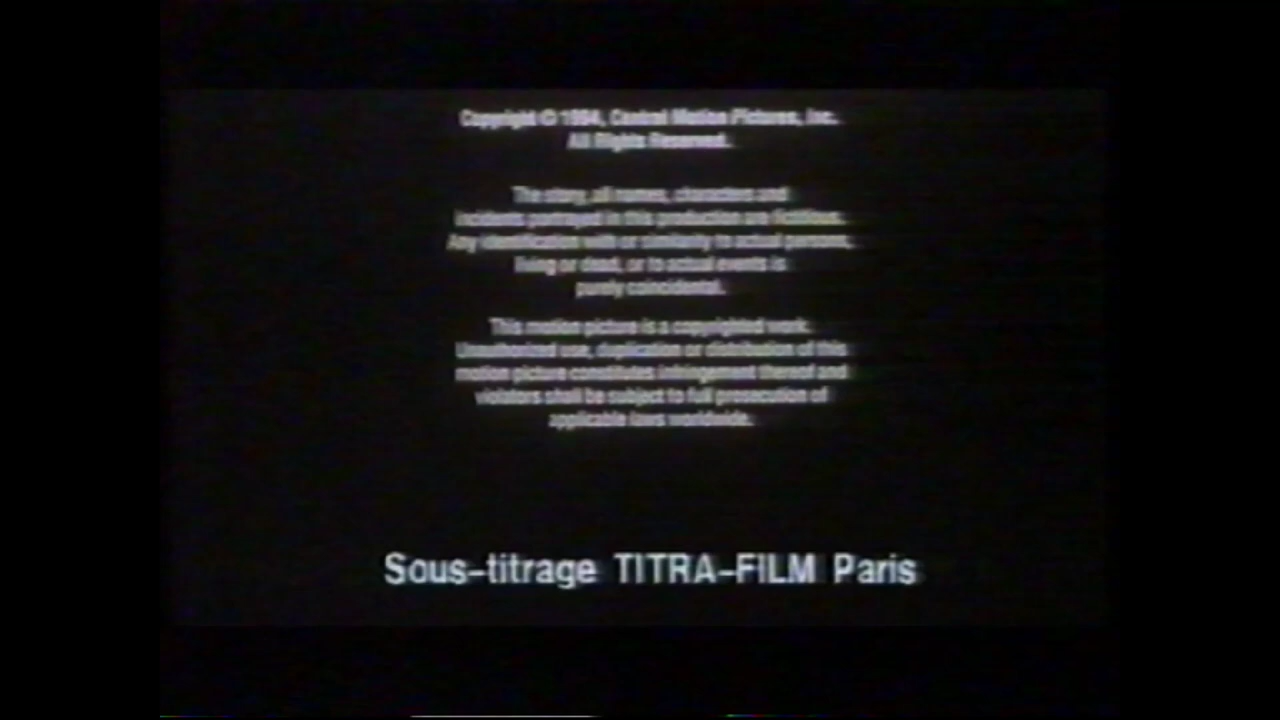 Copyright © 1994, Central Motion Pictures, Inc.
All Rights Reserved.
The story, all names, characters and
incidents portrayed in this production are fictitious.
Any identification with or similarity to actual persons,
living or dead, or to actual events is
purely coincidental.
This motion picture is a copyrighted work.
Unauthorized use, duplication or distribution of this
motion picture constitutes infringement thereof and
violators shall be subject to full prosecution of
applicable laws worldwide.
Sous-titrage TITRA-FILM Paris